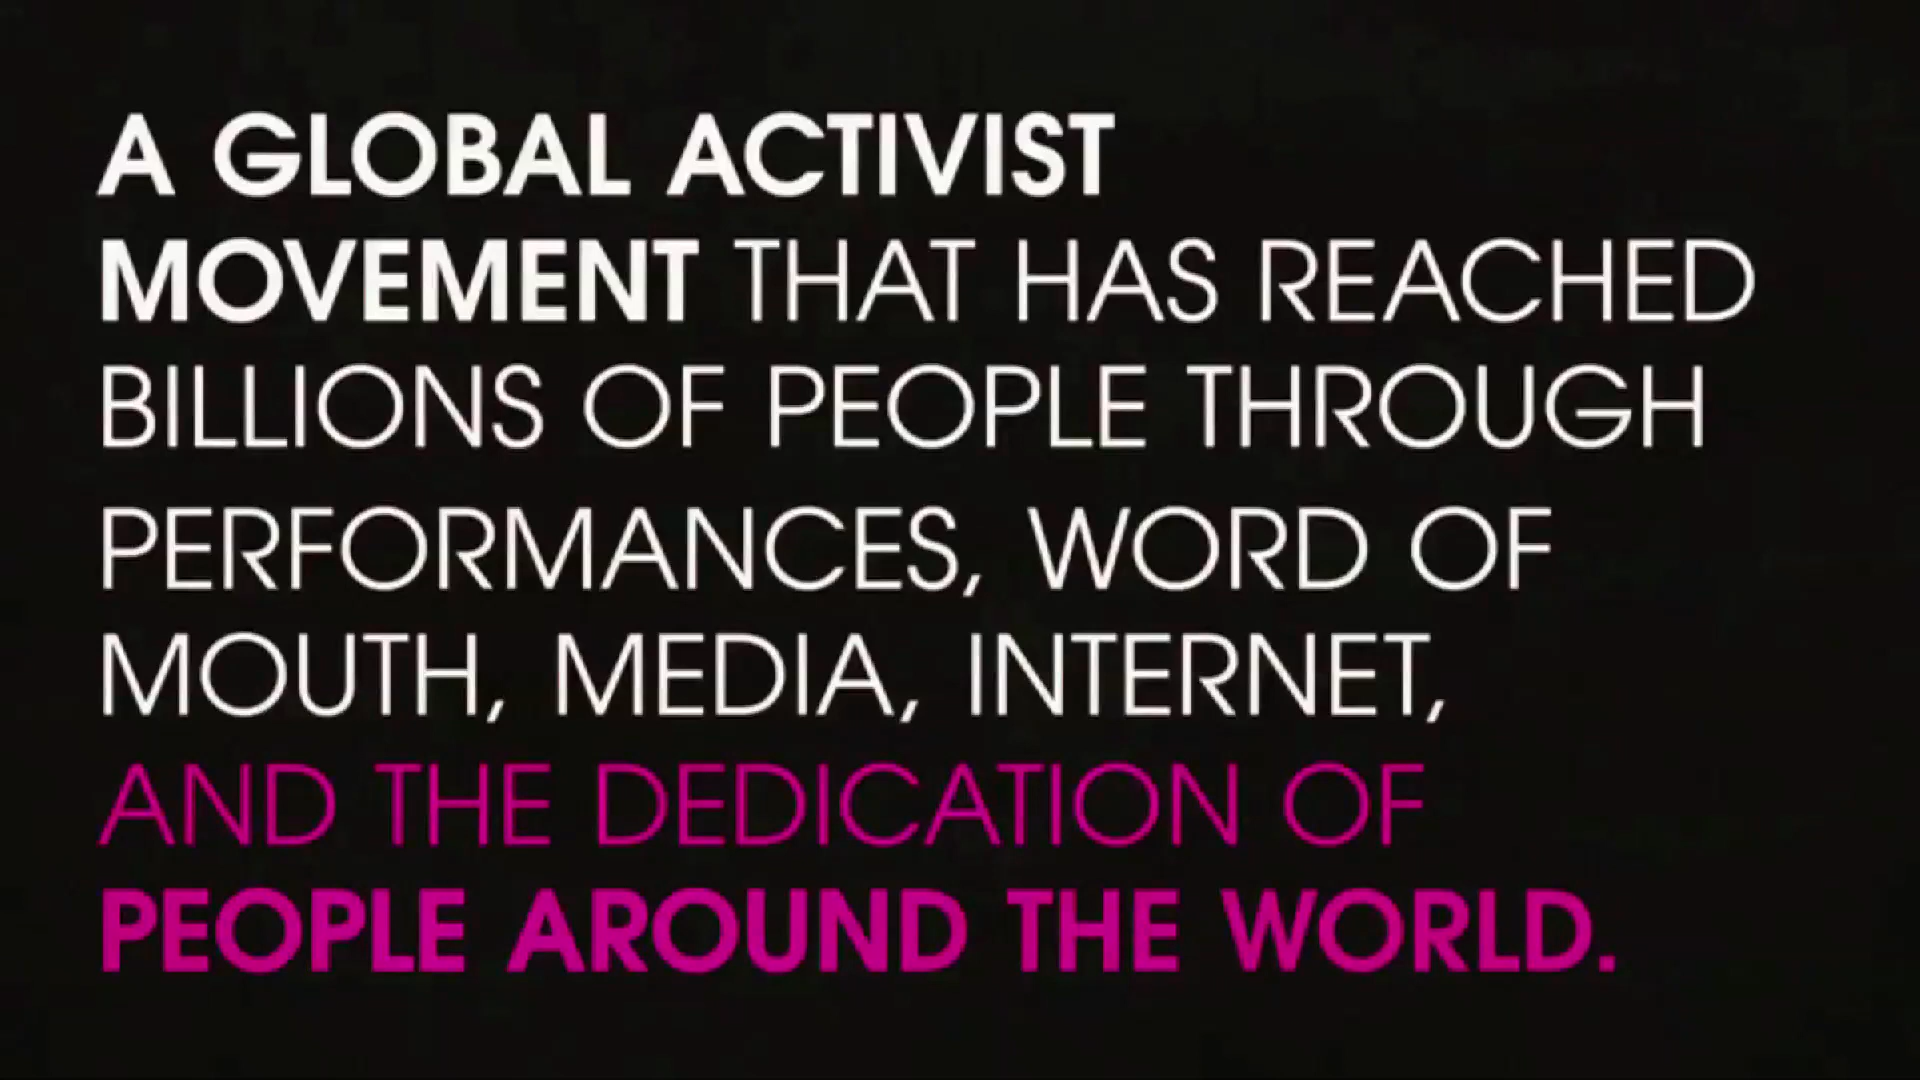 A GLOBAL ACTIVIST
MOVEMENT THAT HAS REACHED
BILLIONS OF PEOPLE THROUGH
PERFORMANCES, WORD OF
MOUTH, MEDIA, INTERNET,
AND THE DEDICATION OF
PEOPLE AROUND THE WORLD.